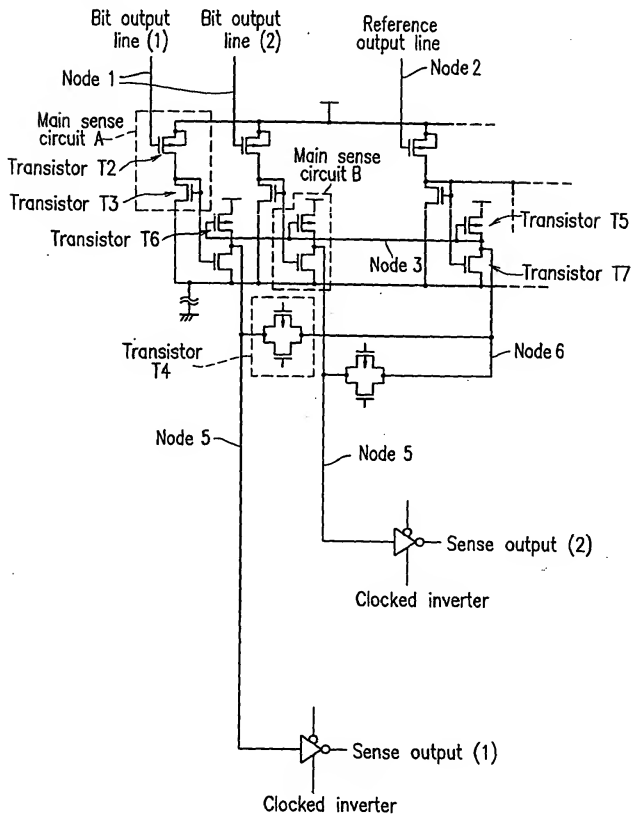 Bit output
line (1)
Bit output
line (2)
Reference
output line
Node 1
Node 2
Main sense
circuit A
Transistor T2
Main sense
circuit B
Transistor T3
Transistor T5
Transistor T6
Node 3
Transistor T7
Transistor
T4
Node 6
Node 5
Node 5
Sense output (2)
Clocked inverter
Sense output (1)
Clocked inverter